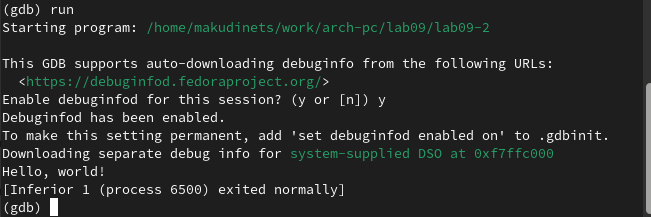 (gdb) run
Starting program: /home/makudinets/work/arch-pc/lab09/lab09-2
This GDB supports auto-downloading debuginfo from the following URLs:
<https://debuginfod.fedoraproject.org/>
Enable debuginfod for this session? (y or [n]) y
Debuginfod has been enabled.
To make this setting permanent, add 'set debuginfod enabled on' to .gdbinit.
Downloading separate debug info for system-supplied DSO at 0xf7ffc000
Hello, world!
[Inferior 1 (process 6500) exited normally]
(gdb)